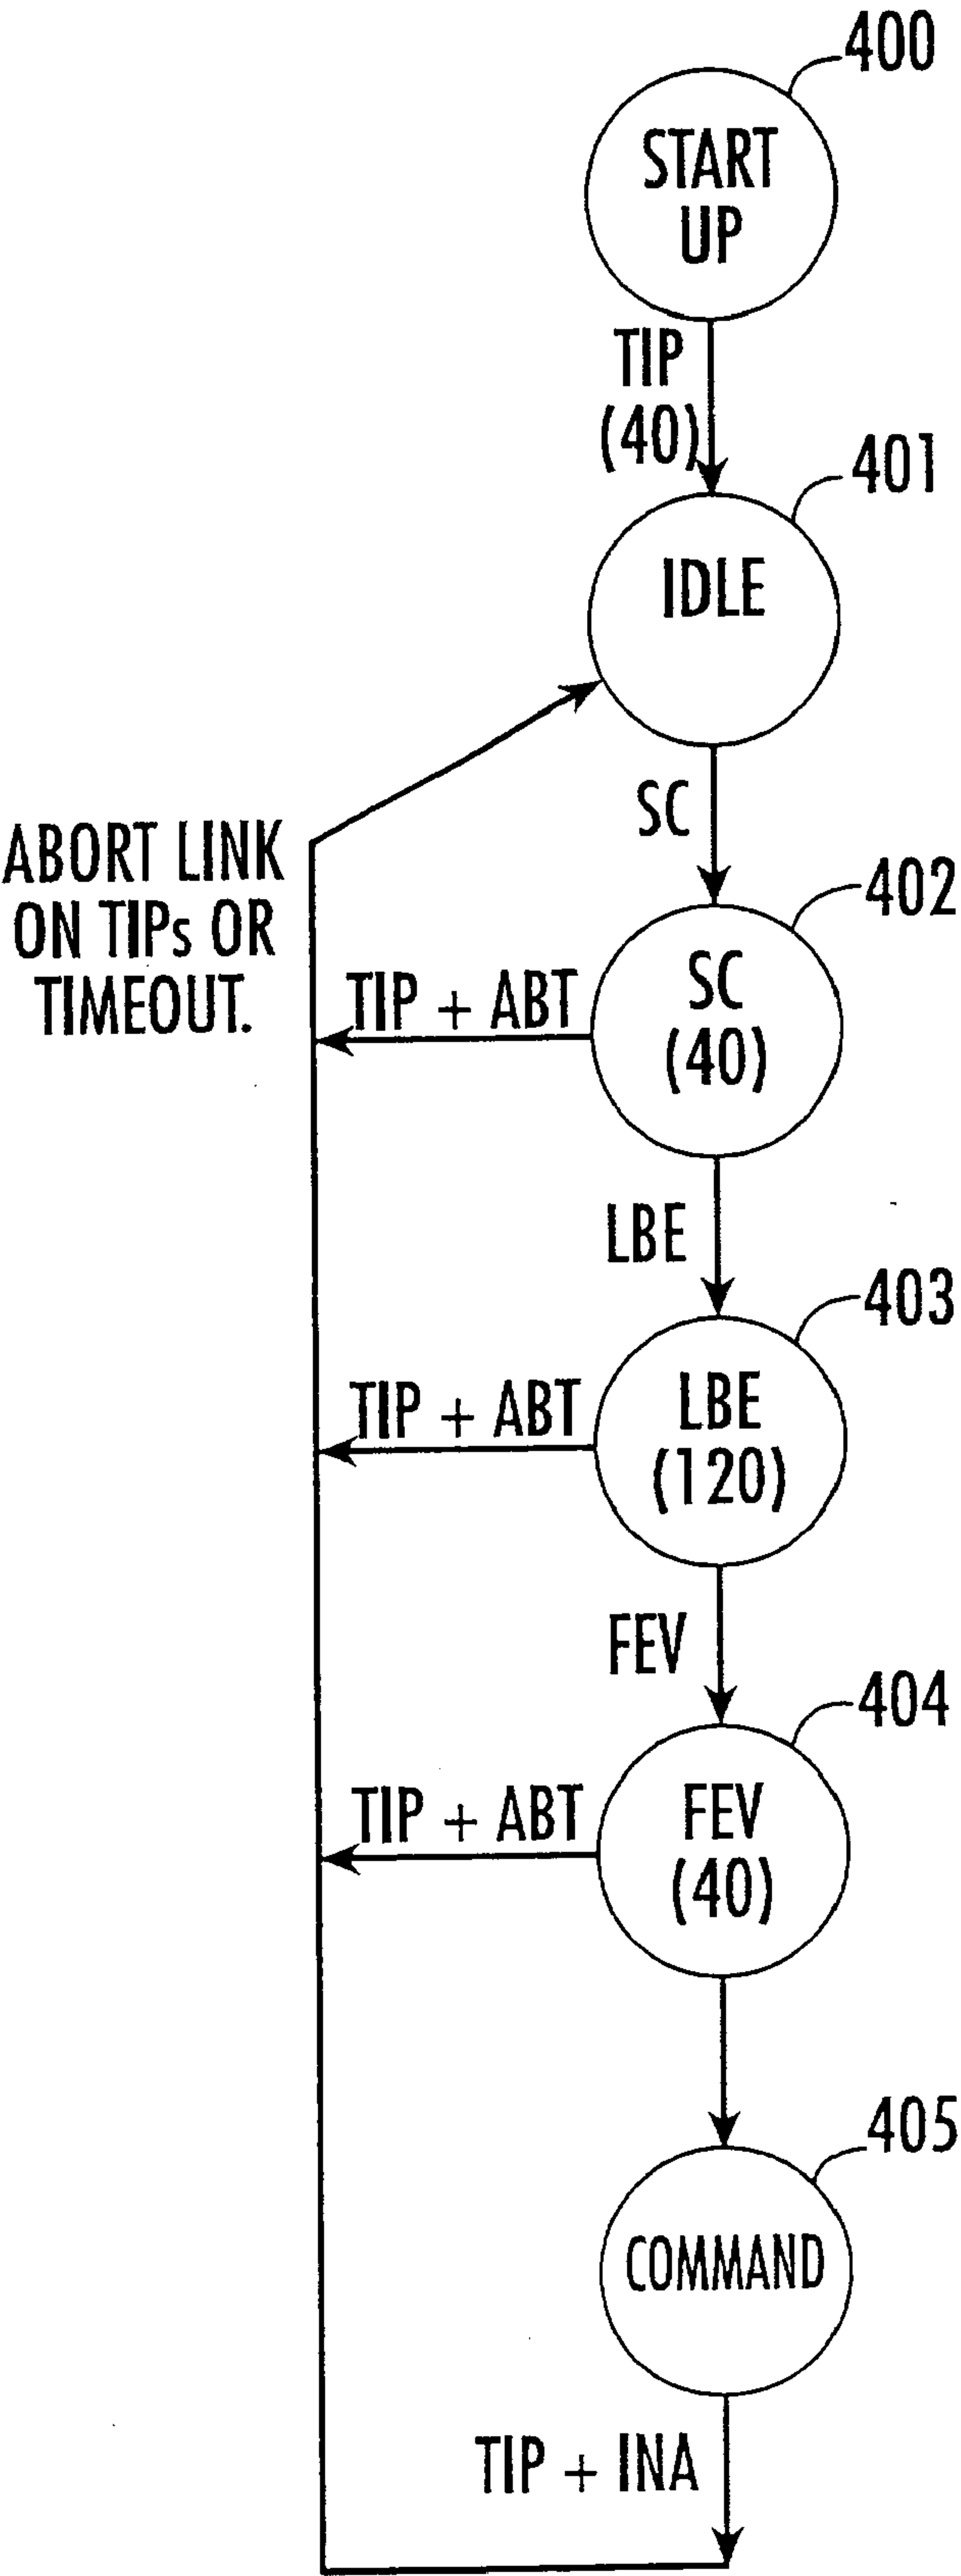 400
START
UP
TIP
(40)
401
IDLE
SC
ABORT LINK
ON TIPs OR
TIMEOUT.
402
SC
(40)
TIP + ABT
LBE
403
LBE
(120)
TIP + ABT
FEV
404
FEV
(40)
TIP + ABT
405
COMMAND
TIP + INA